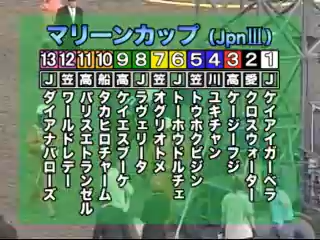 マリーンカップ (JpnⅢ)
13 12 11 10 9 8 7 6 5 4 3 2 1
J 笠 高 船 高 J 笠 J 笠 川 高 愛 J
ケイアイガーベラ
クロスウォーター
ケージーフジ
ユキチャン
トウホクビジン
トーホウドルチェ
オグリオトメ
ラヴェリータ
ケイエスプーケ
タカヒロチャーム
パリスエトランゼル
ワールドレデー
ダイアナバローズ